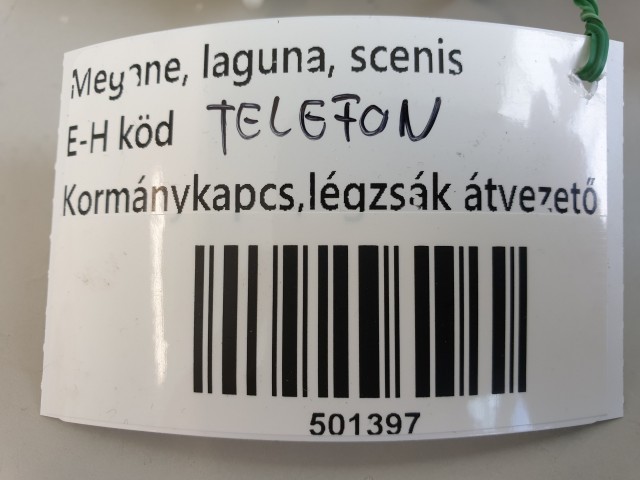 Megane, laguna, scenis
E-H köd TELEFON
Kormánykapcs,légzsák átvezető
501397